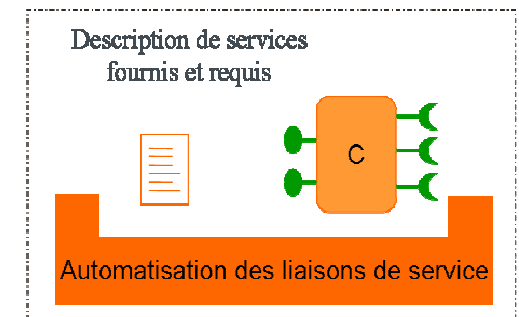 Description de services
fournis et requis
C
Automatisation des liaisons de service